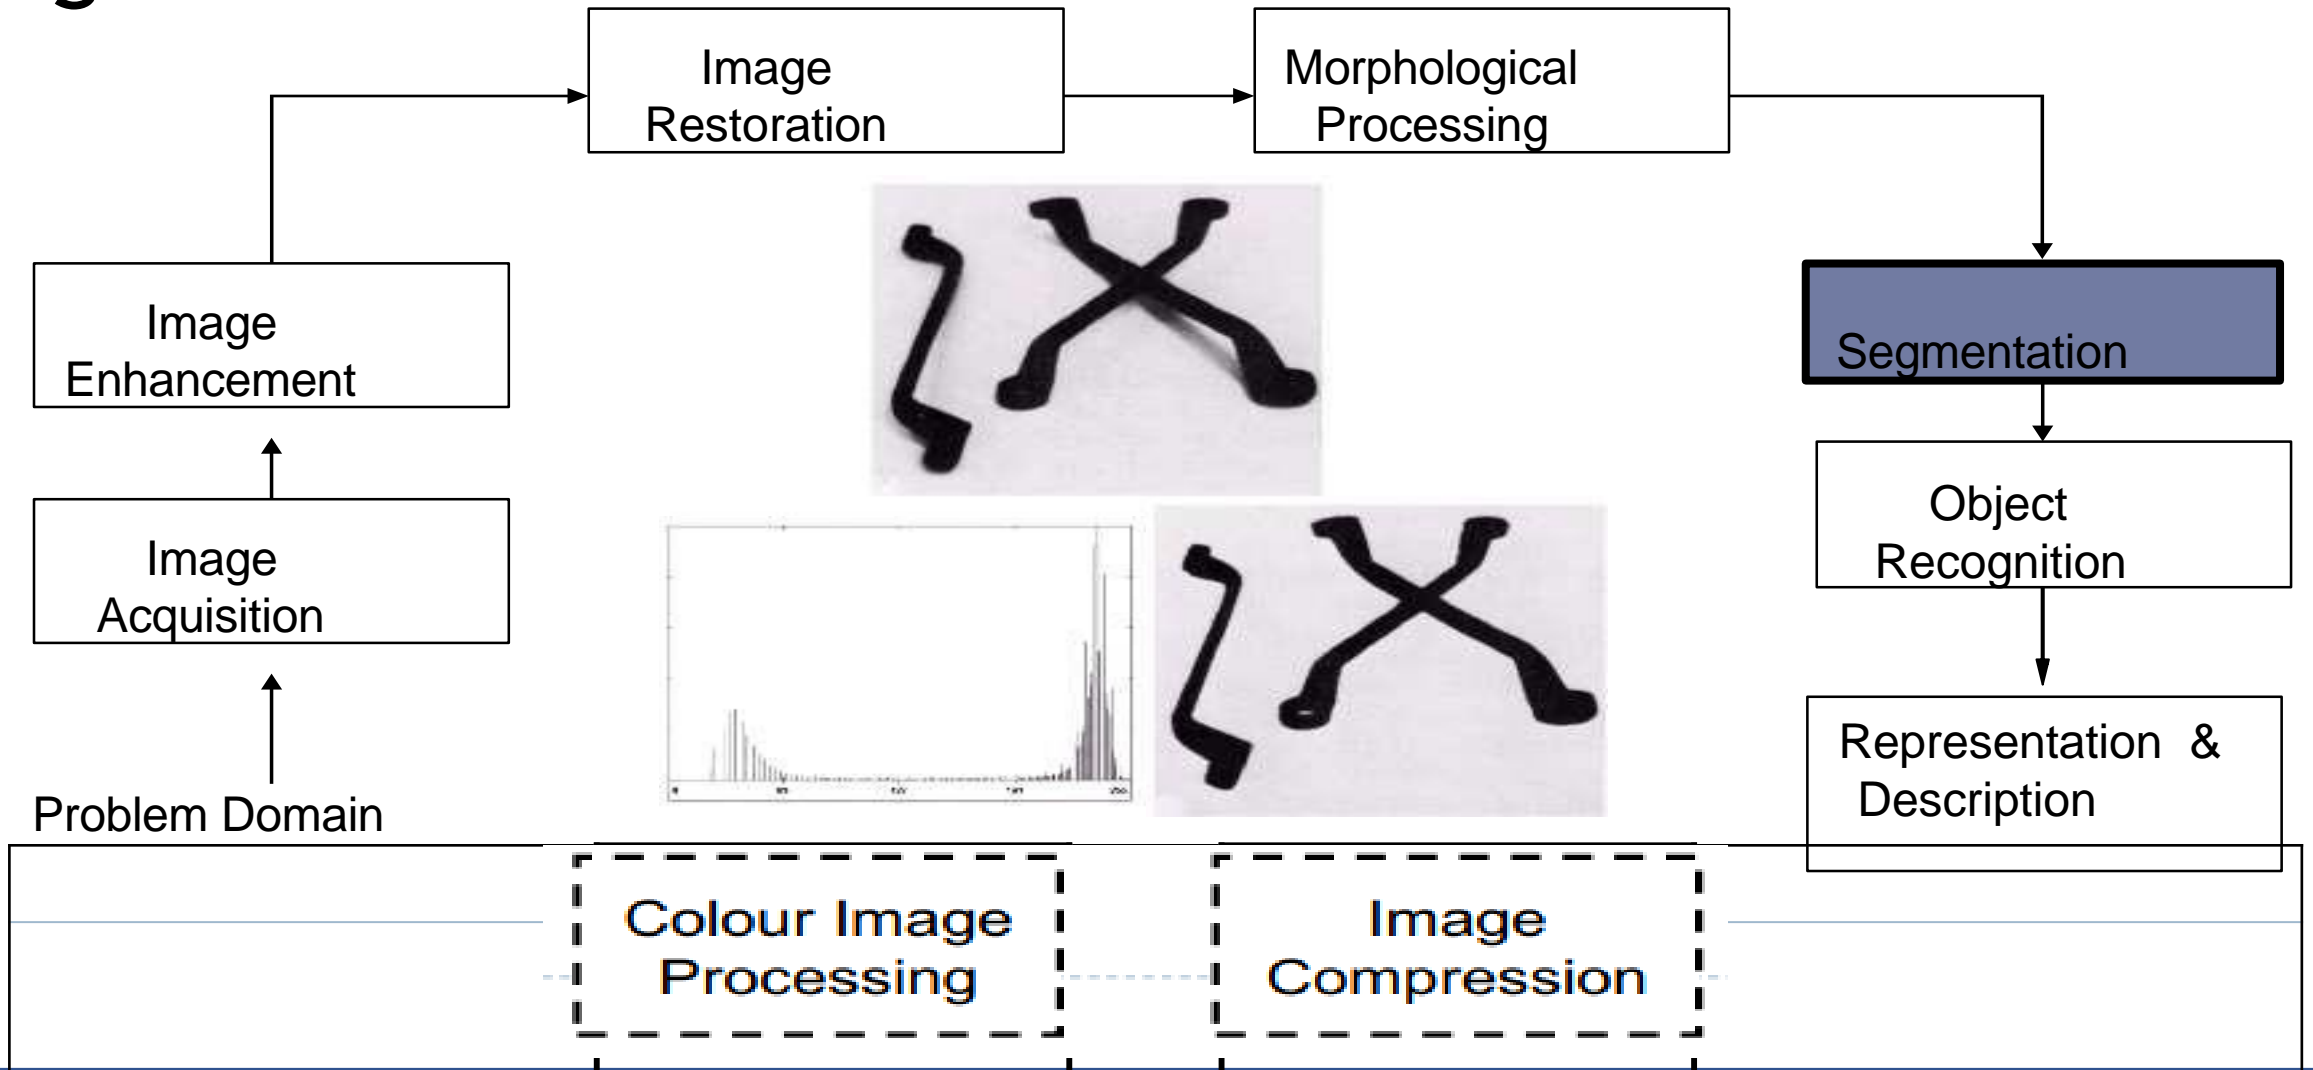 Image
Restoration
Morphological
Processing
Image
Enhancement
Segmentation
Image
Acquisition
Object
Recognition
Problem Domain
Representation &
Description
Colour Image
Processing
Image
Compression